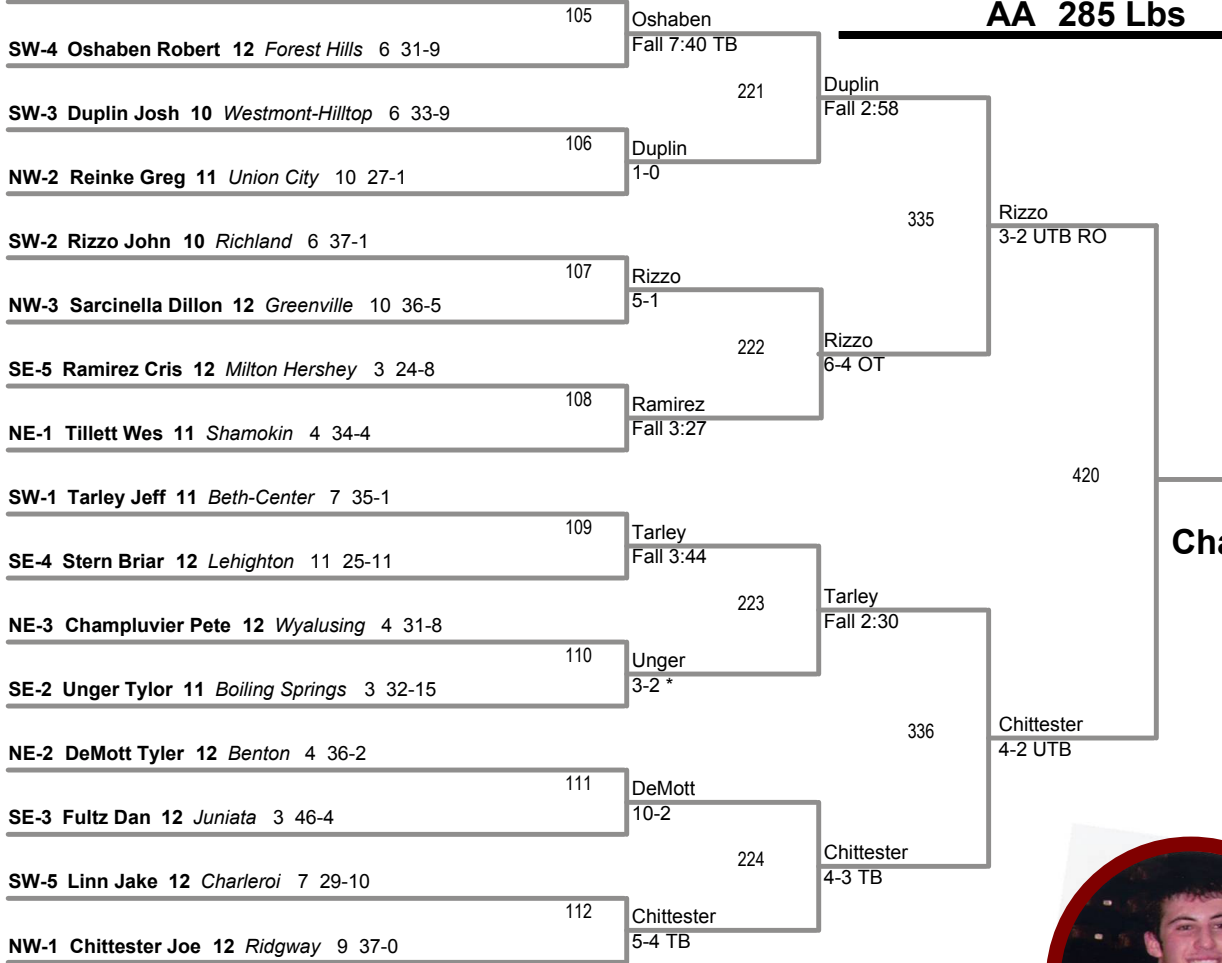 AA 285 Lbs
105
Oshaben
Fall 7:40 TB
SW-4 Oshaben Robert 12 Forest Hills 6 31-9
221
Duplin
Fall 2:58
SW-3 Duplin Josh 10 Westmont-Hilltop 6 33-9
106
Duplin
1-0
NW-2 Reinke Greg 11 Union City 10 27-1
335
Rizzo
3-2 UTB RO
SW-2 Rizzo John 10 Richland 6 37-1
107
Rizzo
5-1
NW-3 Sarcinella Dillon 12 Greenville 10 36-5
222
Rizzo
6-4 OT
SE-5 Ramirez Cris 12 Milton Hershey 3 24-8
108
Ramirez
Fall 3:27
NE-1 Tillett Wes 11 Shamokin 4 34-4
420
SW-1 Tarley Jeff 11 Beth-Center 7 35-1
109
Tarley
Fall 3:44
Cha
SE-4 Stern Briar 12 Lehighton 11 25-11
223
Tarley
Fall 2:30
NE-3 Champluvier Pete 12 Wyalusing 4 31-8
110
Unger
3-2 *
SE-2 Unger Tylor 11 Boiling Springs 3 32-15
336
Chittester
4-2 UTB
NE-2 DeMott Tyler 12 Benton 4 36-2
111
DeMott
10-2
SE-3 Fultz Dan 12 Juniata 3 46-4
224
Chittester
4-3 TB
SW-5 Linn Jake 12 Charleroi 7 29-10
112
Chittester
5-4 TB
NW-1 Chittester Joe 12 Ridgway 9 37-0